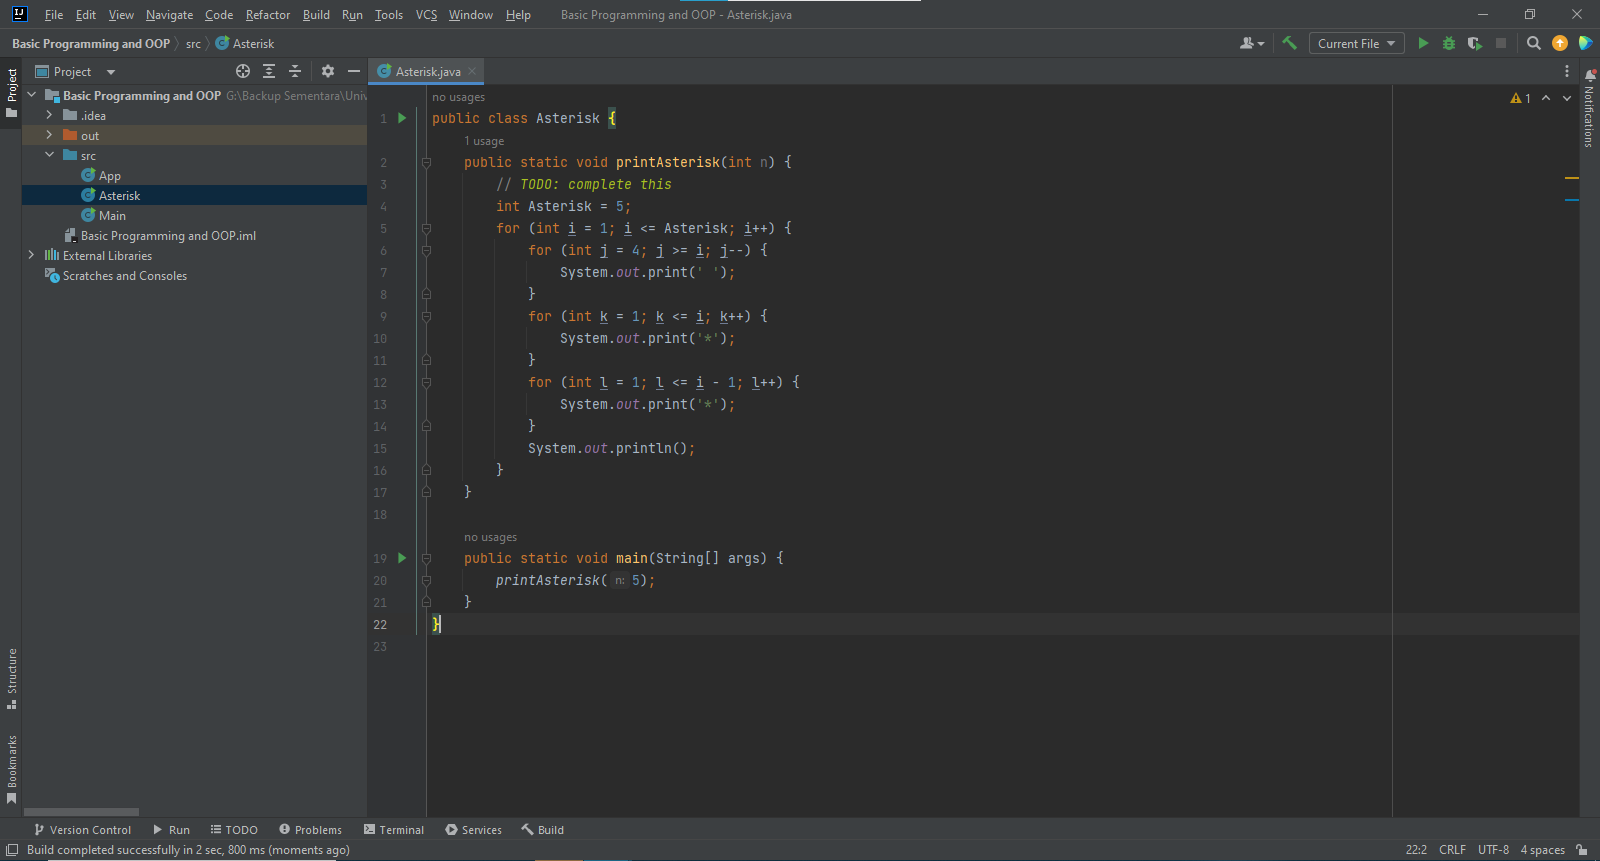 IJ File Edit View Navigate Code Refactor Build Run Tools VCS Window Help Basic Programming and OOP - Asterisk.java
Basic Programming and OOP src Asterisk Current File
Project Asterisk.java
Basic Programming and OOP G:\Backup Sementara\Univ
.idea
out
src
App
Asterisk
Main
Basic Programming and OOP.iml
External Libraries
Scratches and Consoles
Project
Structure
Bookmarks
no usages
1 public class Asterisk {
1 usage
2 public static void printAsterisk(int n) {
3 // TODO: complete this
4 int Asterisk = 5;
5 for (int i = 1; i <= Asterisk; i++) {
6 for (int j = 4; j >= i; j--) {
7 System.out.print(' ');
8 }
9 for (int k = 1; k <= i; k++) {
10 System.out.print('*');
11 }
12 for (int l = 1; l <= i - 1; l++) {
13 System.out.print('*');
14 }
15 System.out.println();
16 }
17 }
18
no usages
19 public static void main(String[] args) {
20 printAsterisk( n: 5);
21 }
22 }
23
1
Notifications
Version Control Run TODO Problems Terminal Services Build
Build completed successfully in 2 sec, 800 ms (moments ago) 22:2 CRLF UTF-8 4 spaces